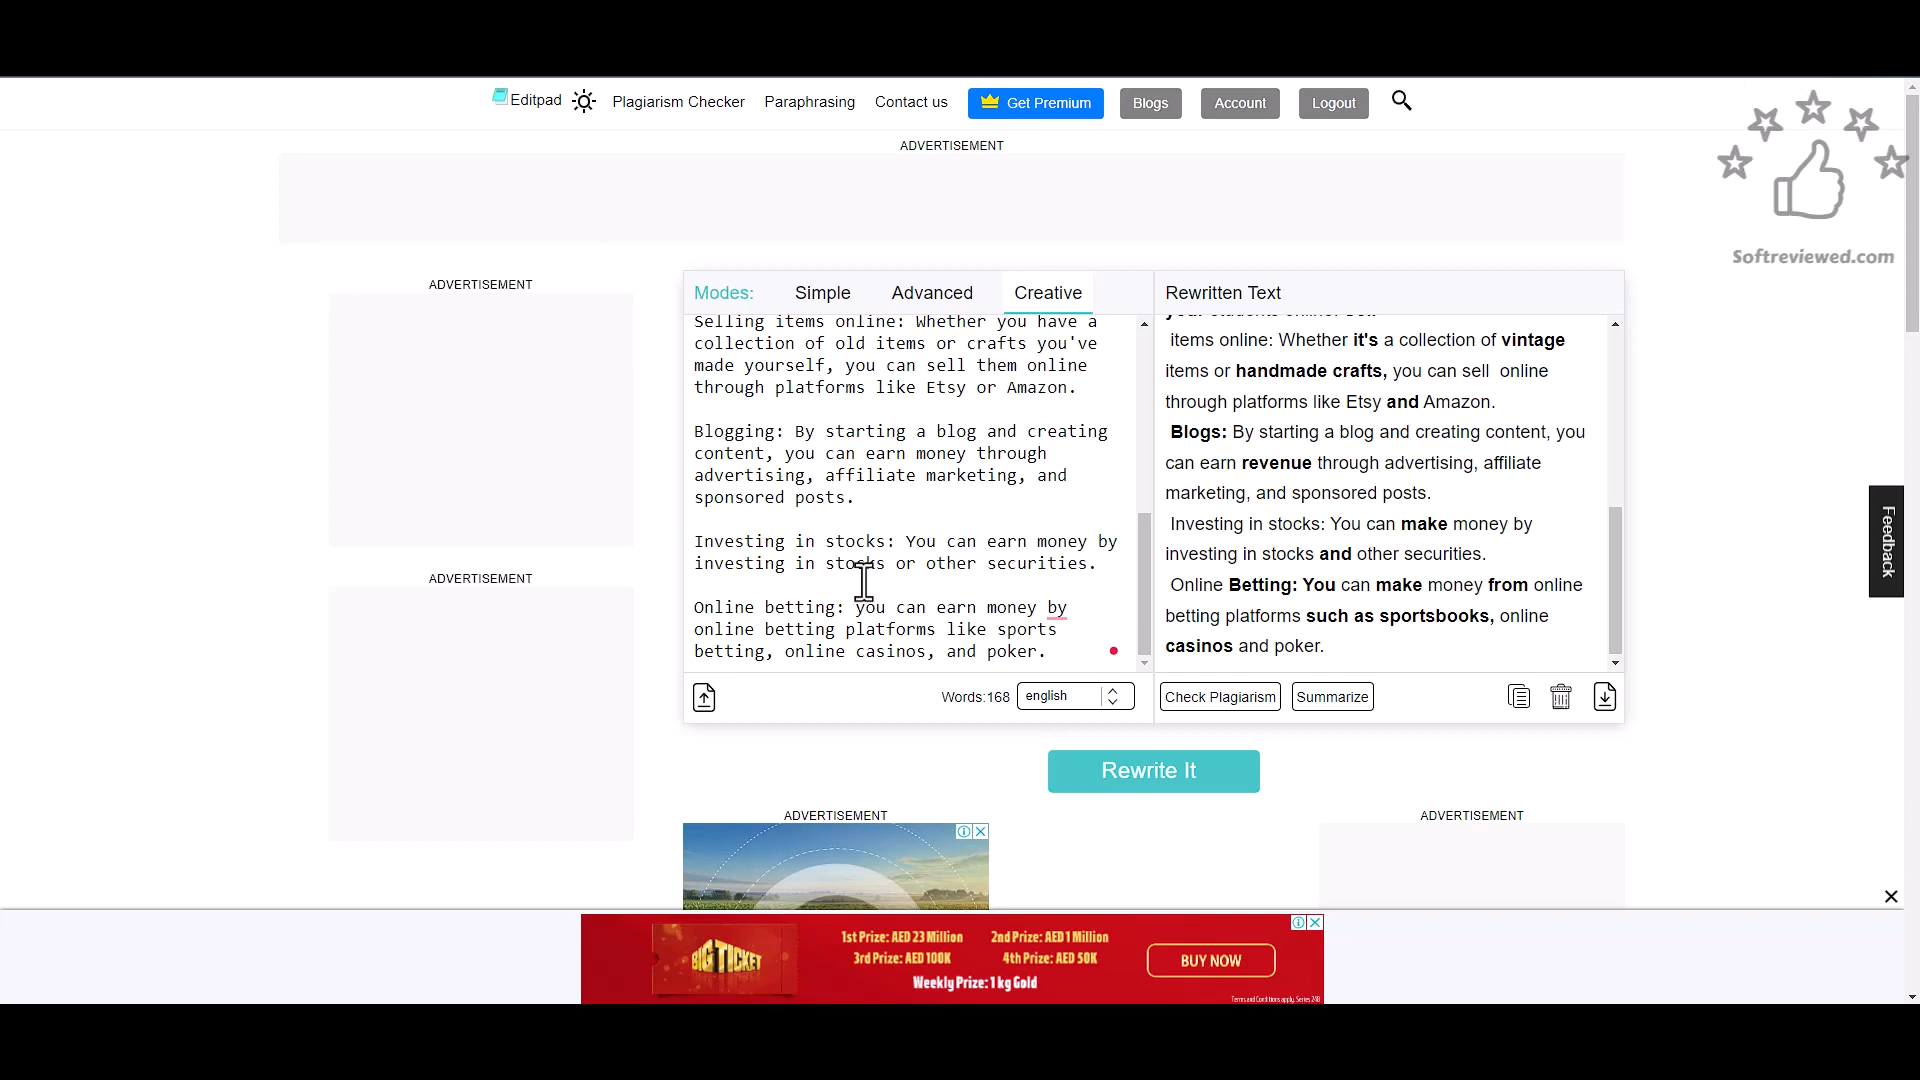 Editpad
Plagiarism Checker
Paraphrasing
Contact us
Get Premium
Blogs
Account
Logout
ADVERTISEMENT
Softreviewed.com
ADVERTISEMENT
Modes:
Simple
Advanced
Creative
Selling items online: Whether you have a
collection of old items or crafts you've
made yourself, you can sell them online
through platforms like Etsy or Amazon.
Blogging: By starting a blog and creating
content, you can earn money through
advertising, affiliate marketing, and
sponsored posts.
Investing in stocks: You can earn money by
investing in stocks or other securities.
Online betting: you can earn money by
online betting platforms like sports
betting, online casinos, and poker.
Words:168
english
Rewritten Text
items online: Whether it's a collection of vintage
items or handmade crafts, you can sell online
through platforms like Etsy and Amazon.
Blogs: By starting a blog and creating content, you
can earn revenue through advertising, affiliate
marketing, and sponsored posts.
Investing in stocks: You can make money by
investing in stocks and other securities.
Online Betting: You can make money from online
betting platforms such as sportsbooks, online
casinos and poker.
Check Plagiarism
Summarize
Feedback
ADVERTISEMENT
Rewrite It
ADVERTISEMENT
ADVERTISEMENT
BIG TICKET
1st Prize: AED 23 Million
2nd Prize: AED 1 Million
3rd Prize: AED 100K
4th Prize: AED 50K
Weekly Prize: 1 kg Gold
BUY NOW
Terms and Conditions apply. Series 248